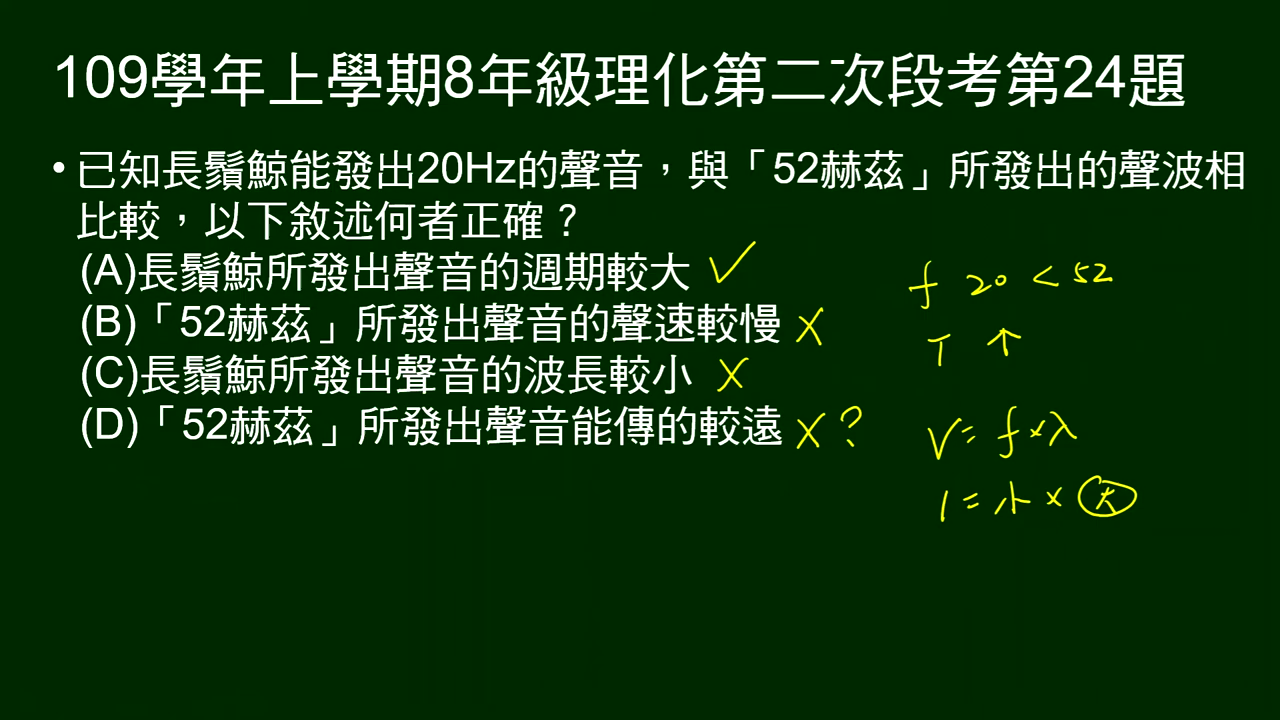 109學年上學期8年級理化第二次段考第24題
• 已知長鬚鯨能發出20Hz的聲音，與「52赫茲」所發出的聲波相
比較，以下敘述何者正確？
(A)長鬚鯨所發出聲音的週期較大 ✓
(B)「52赫茲」所發出聲音的聲速較慢 X
(C)長鬚鯨所發出聲音的波長較小 X
(D)「52赫茲」所發出聲音能傳的較遠 X?
f 20 < 52
T ↑
V = f × λ
1 = 小 × 大